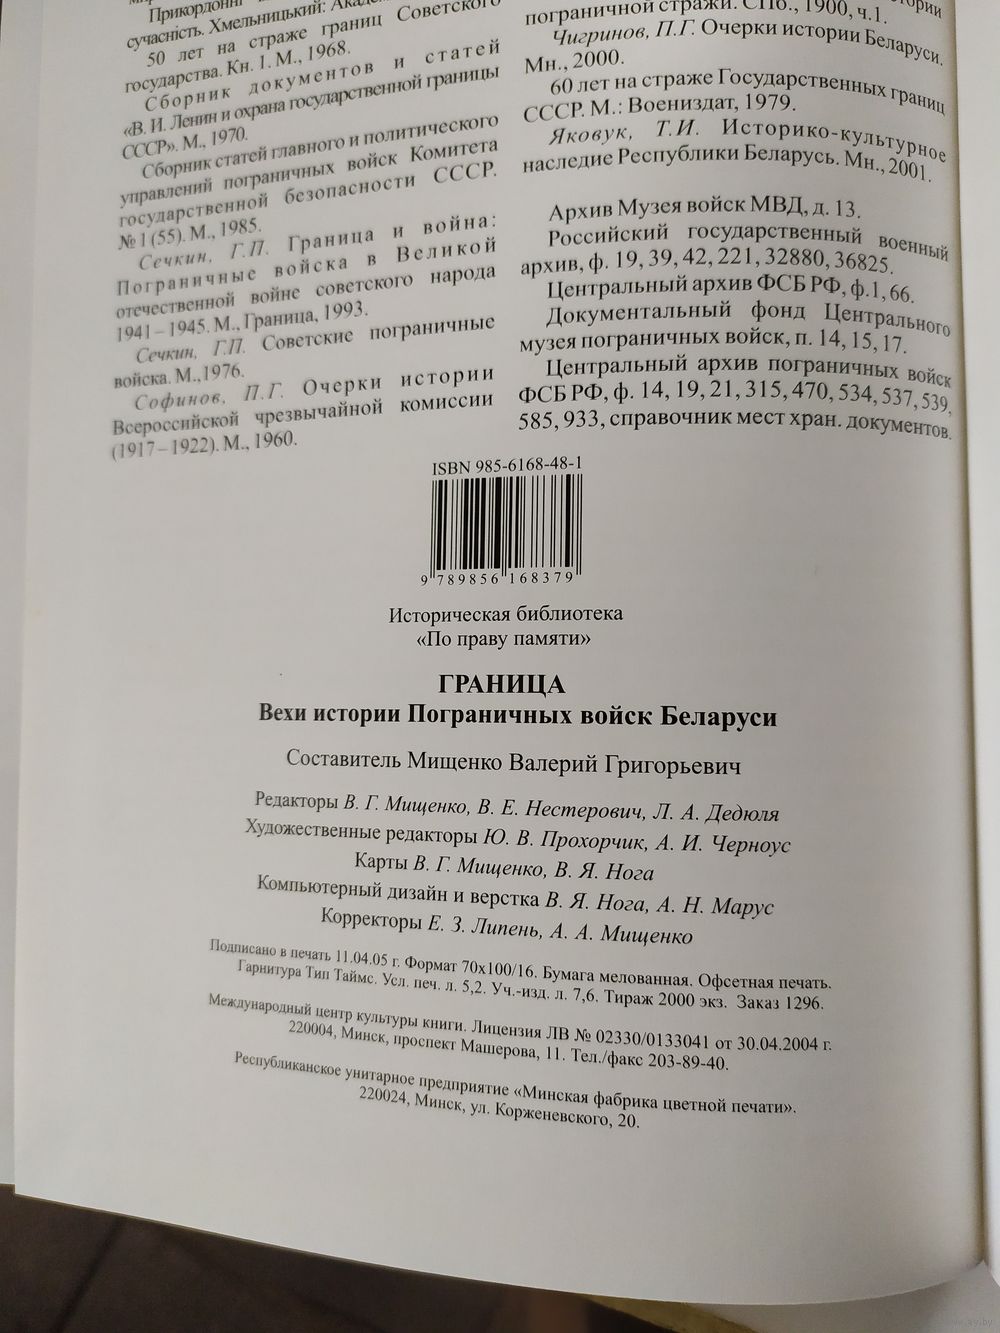 Прикордонні
сучасність. Хмельницький:
50 лет на страже границ Советского
государства. Кн. 1. М., 1968.
Сборник документов и статей
«В. И. Ленин и охрана государственной границы
СССР». М., 1970.
Сборник статей главного и политического
управлений пограничных войск Комитета
государственной безопасности СССР.
№ 1 (55). М., 1985.
Сечкин, Г.П. Граница и война:
Пограничные войска в Великой
отечественной войне советского народа
1941 – 1945. М., Граница, 1993.
Сечкин, Г.П. Советские пограничные
войска. М.,1976.
Софинов, П.Г. Очерки истории
Всероссийской чрезвычайной комиссии
(1917 – 1922). М., 1960.
истории
пограничной стражи. СПб., 1900, ч.1.
Чигринов, П.Г. Очерки истории Беларуси.
Мн., 2000.
60 лет на страже Государственных границ
СССР. М.: Воениздат, 1979.
Яковук, Т.И. Историко-культурное
наследие Республики Беларусь. Мн., 2001.
Архив Музея войск МВД, д. 13.
Российский государственный военный
архив, ф. 19, 39, 42, 221, 32880, 36825.
Центральный архив ФСБ РФ, ф.1, 66.
Документальный фонд Центрального
музея пограничных войск, п. 14, 15, 17.
Центральный архив пограничных войск
ФСБ РФ, ф. 14, 19, 21, 315, 470, 534, 537, 539,
585, 933, справочник мест хран. документов.
ISBN 985-6168-48-1
9 789856 168379
Историческая библиотека
«По праву памяти»
ГРАНИЦА
Вехи истории Пограничных войск Беларуси
Составитель Мищенко Валерий Григорьевич
Редакторы В. Г. Мищенко, В. Е. Нестерович, Л. А. Дедюля
Художественные редакторы Ю. В. Прохорчик, А. И. Черноус
Карты В. Г. Мищенко, В. Я. Нога
Компьютерный дизайн и верстка В. Я. Нога, А. Н. Марус
Корректоры Е. З. Липень, А. А. Мищенко
Подписано в печать 11.04.05 г. Формат 70х100/16. Бумага мелованная. Офсетная печать.
Гарнитура Тип Таймс. Усл. печ. л. 5,2. Уч.-изд. л. 7,6. Тираж 2000 экз. Заказ 1296.
Международный центр культуры книги. Лицензия ЛВ № 02330/0133041 от 30.04.2004 г.
220004, Минск, проспект Машерова, 11. Тел./факс 203-89-40.
Республиканское унитарное предприятие «Минская фабрика цветной печати».
220024, Минск, ул. Корженевского, 20.